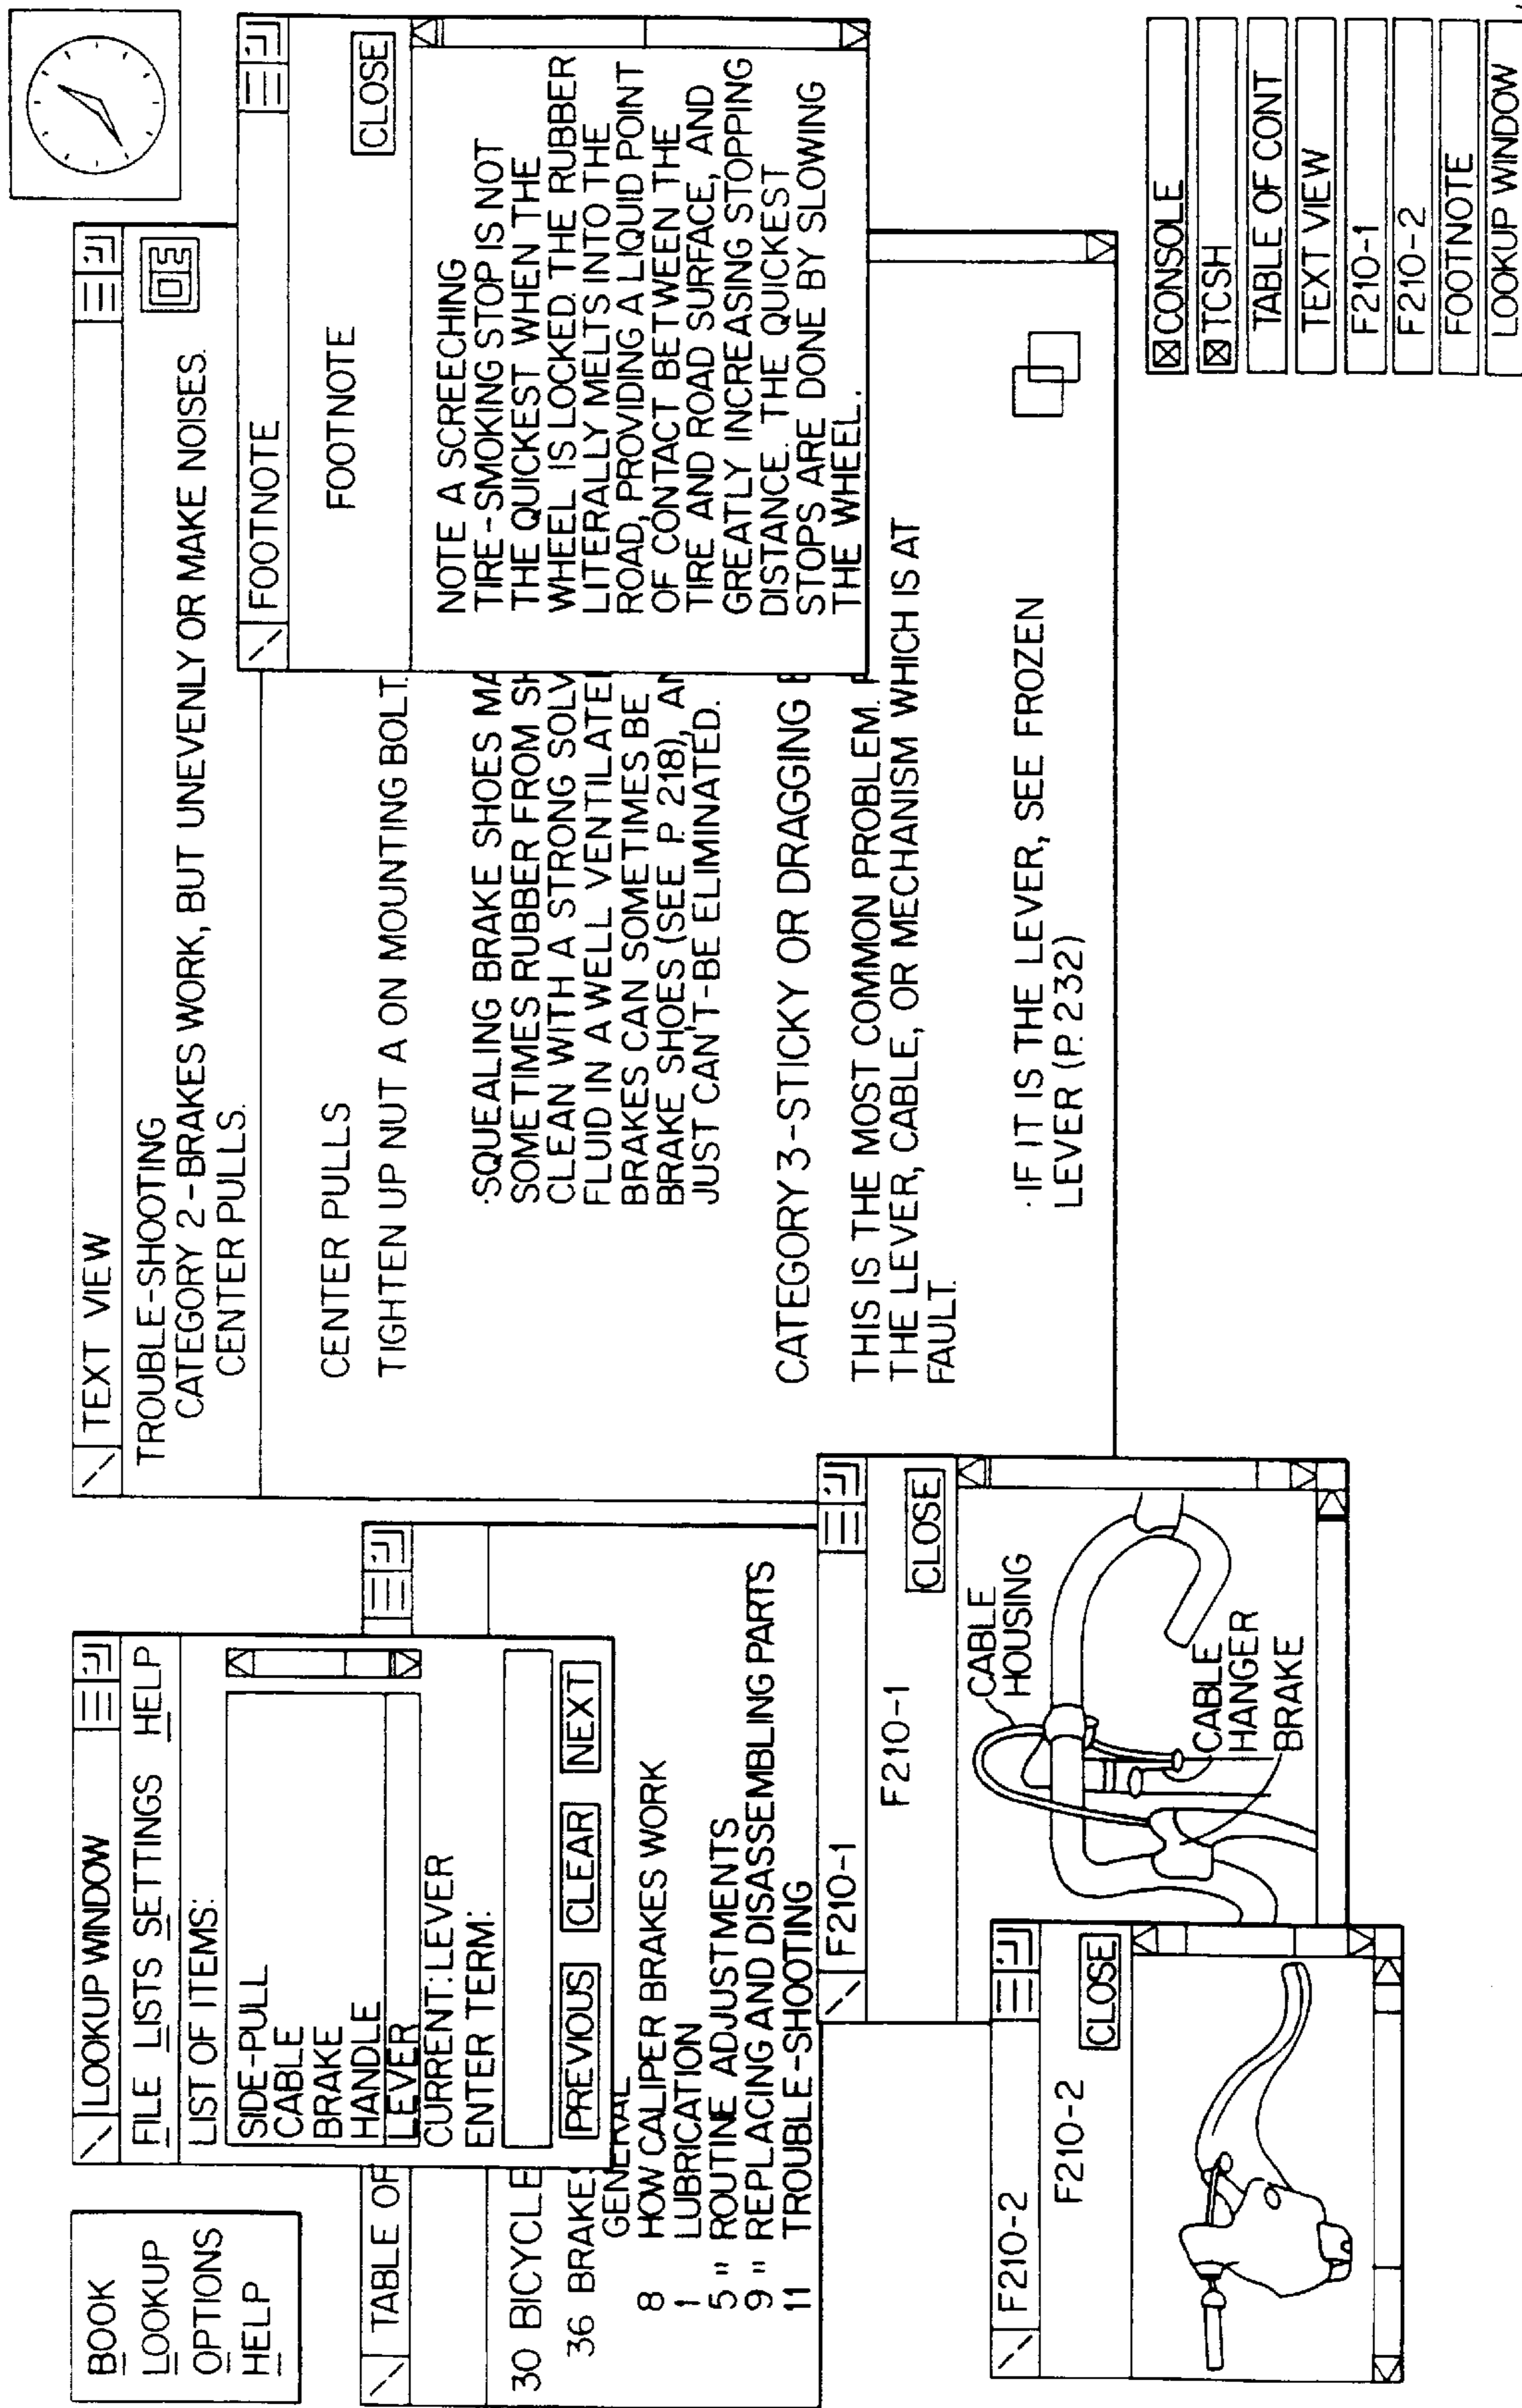 BOOK
LOOKUP
OPTIONS
HELP
LOOKUP WINDOW
FILE LISTS SETTINGS HELP
LIST OF ITEMS:
SIDE-PULL
CABLE
BRAKE
HANDLE
LEVER
CURRENT: LEVER
ENTER TERM:
PREVIOUS CLEAR NEXT
TABLE OF
30 BICYCLE
36 BRAKE
GENERAL
8 HOW CALIPER BRAKES WORK
1 LUBRICATION
5 " ROUTINE ADJUSTMENTS
9 " REPLACING AND DISASSEMBLING PARTS
11 TROUBLE-SHOOTING
TEXT VIEW
TROUBLE-SHOOTING
CATEGORY 2-BRAKES WORK, BUT UNEVENLY OR MAKE NOISES.
CENTER PULLS.
CENTER PULLS
TIGHTEN UP NUT A ON MOUNTING BOLT.
·SQUEALING BRAKE SHOES MA
SOMETIMES RUBBER FROM SH
CLEAN WITH A STRONG SOLV
FLUID IN A WELL VENTILATE
BRAKES CAN SOMETIMES BE
BRAKE SHOES (SEE P. 218), AN
JUST CAN'T-BE ELIMINATED.
CATEGORY 3-STICKY OR DRAGGING
THIS IS THE MOST COMMON PROBLEM.
THE LEVER, CABLE, OR MECHANISM WHICH IS AT
FAULT.
·IF IT IS THE LEVER, SEE FROZEN
LEVER (P. 232)
FOOTNOTE
FOOTNOTE
CLOSE
NOTE A SCREECHING
TIRE-SMOKING STOP IS NOT
THE QUICKEST WHEN THE
WHEEL IS LOCKED. THE RUBBER
LITERALLY MELTS INTO THE
ROAD, PROVIDING A LIQUID POINT
OF CONTACT BETWEEN THE
TIRE AND ROAD SURFACE, AND
GREATLY INCREASING STOPPING
DISTANCE. THE QUICKEST
STOPS ARE DONE BY SLOWING
THE WHEEL.
F210-1
F210-1
CLOSE
CABLE
HOUSING
CABLE
HANGER
BRAKE
F210-2
F210-2
CLOSE
CONSOLE
TCSH
TABLE OF CONT
TEXT VIEW
F210-1
F210-2
FOOTNOTE
LOOKUP WINDOW